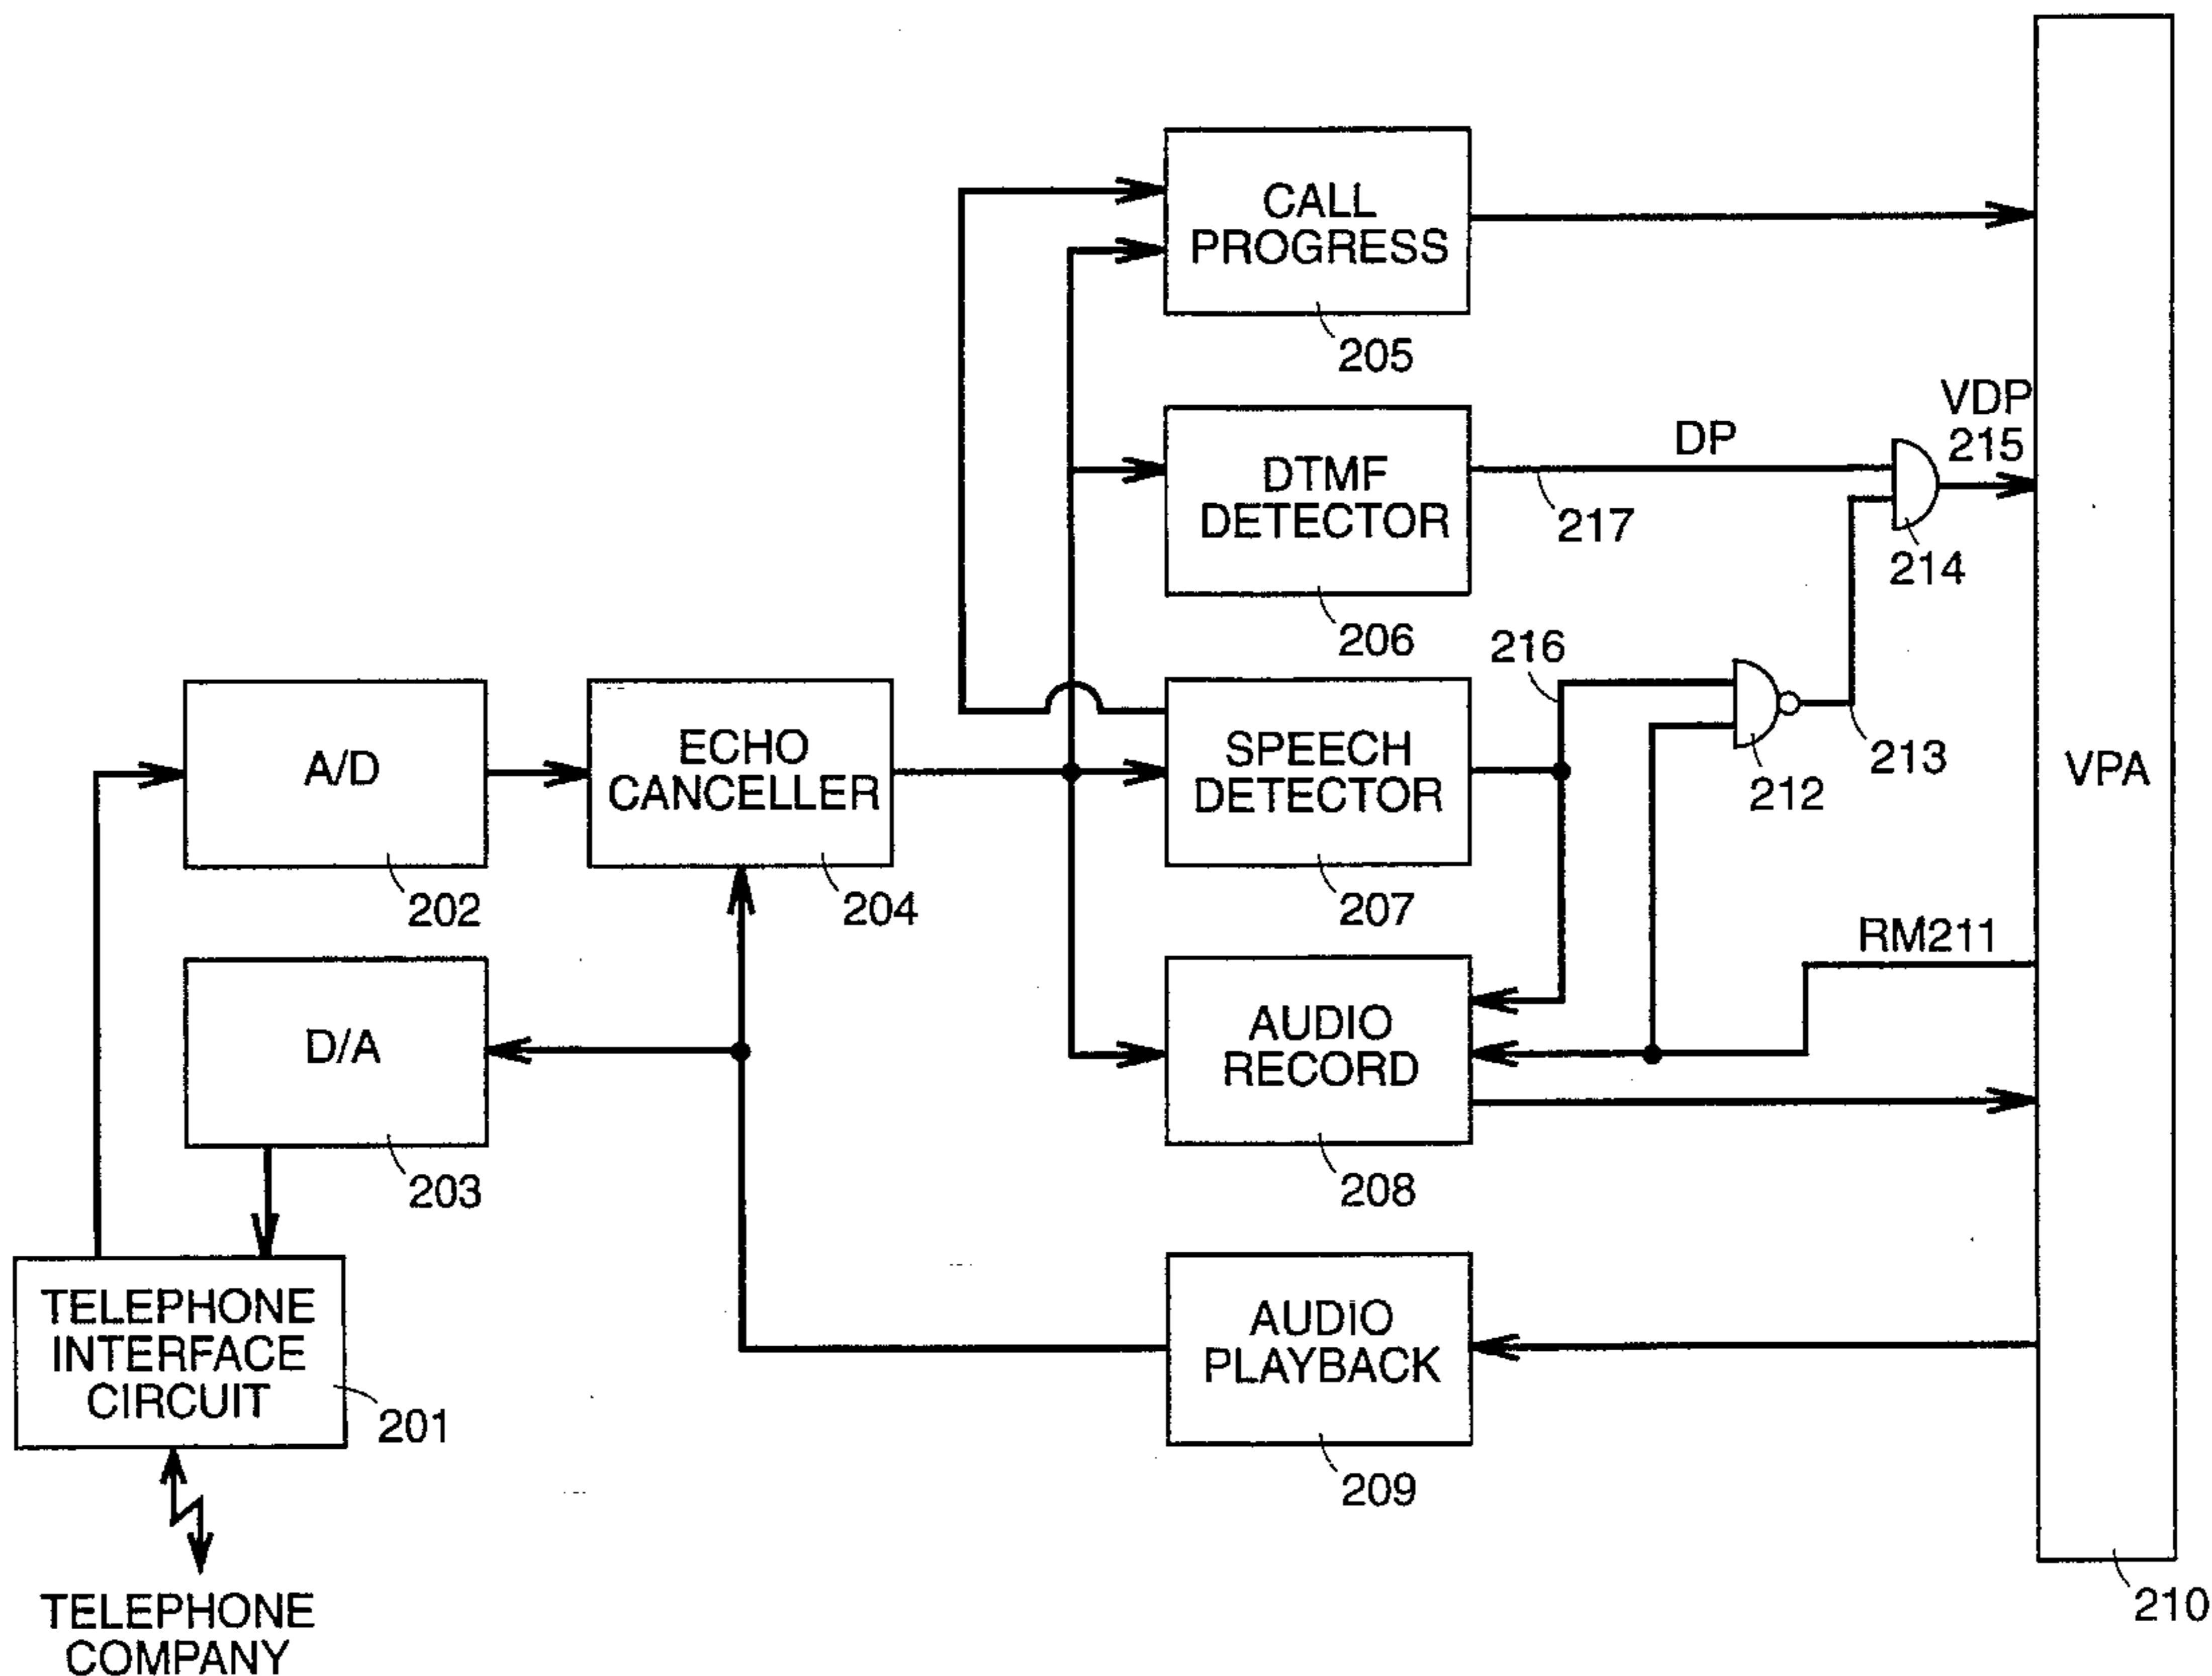 CALL
PROGRESS
205
VDP
215
DP
DTMF
DETECTOR
217
214
206
216
A/D
ECHO
CANCELLER
SPEECH
DETECTOR
213
212
VPA
202
204
207
RM211
D/A
AUDIO
RECORD
203
208
TELEPHONE
INTERFACE
CIRCUIT
201
AUDIO
PLAYBACK
209
210
TELEPHONE
COMPANY